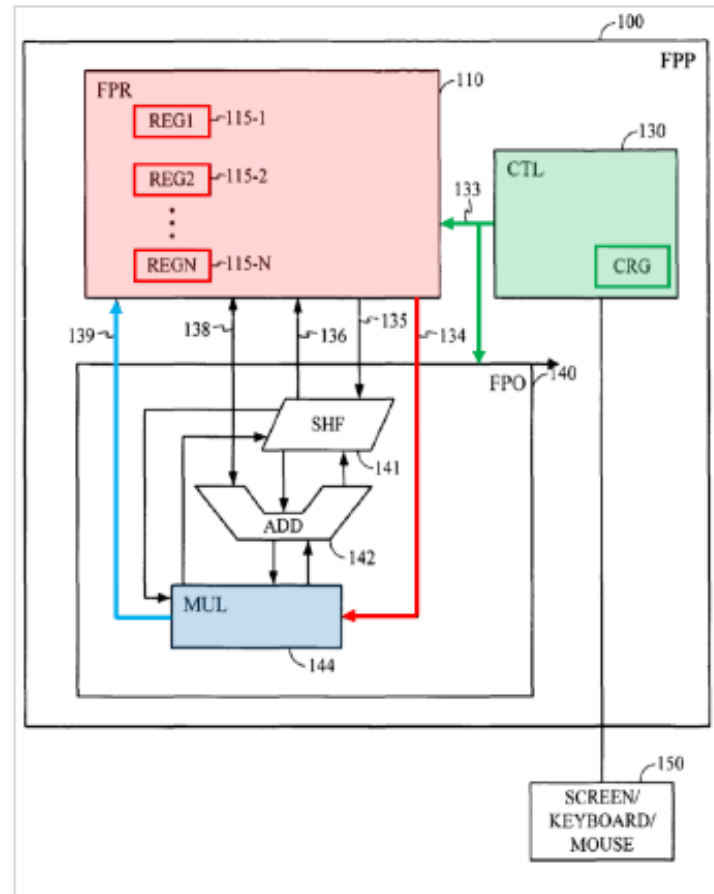 100
FPP
110
FPR
REG1 115-1
130
CTL
REG2 115-2
133
REGN 115-N
CRG
139
138
136
135
134
FPO
140
SHF
141
ADD
142
MUL
144
150
SCREEN/
KEYBOARD/
MOUSE